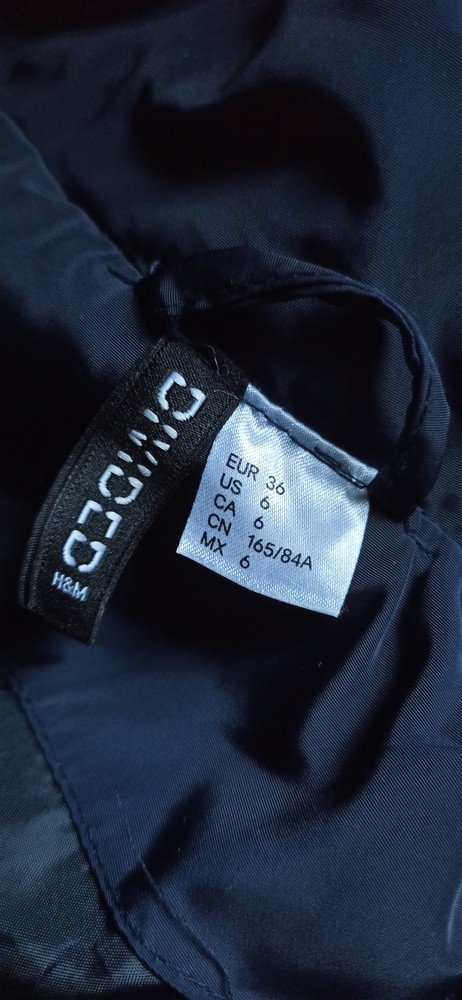 DIVIDED
H&M
EUR 36
US 6
CA 6
CN 165/84A
MX 6